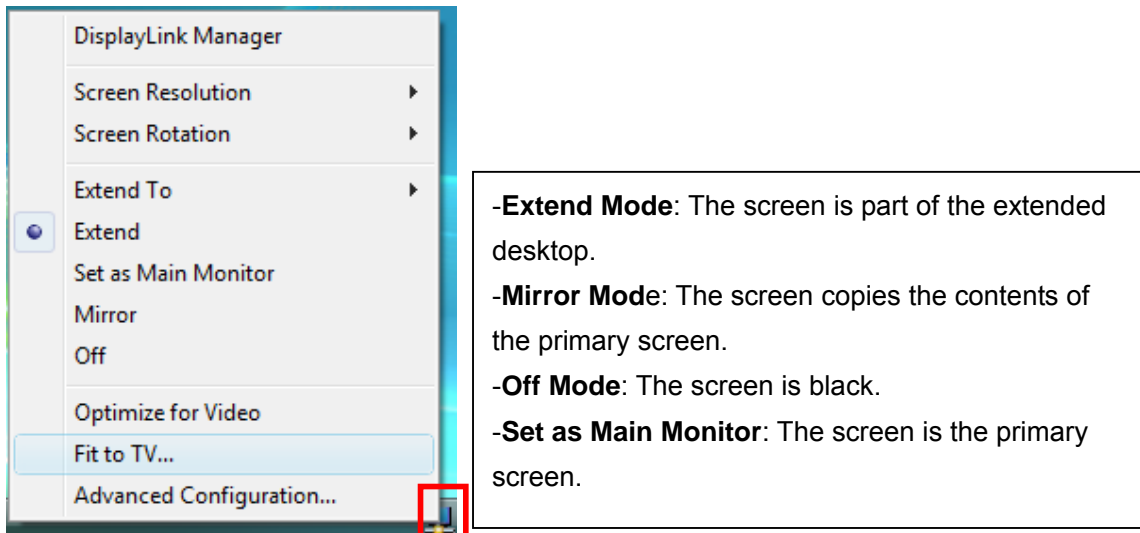 DisplayLink Manager
Screen Resolution
Screen Rotation
Extend To
Extend
Set as Main Monitor
Mirror
Off
Optimize for Video
Fit to TV...
Advanced Configuration...
-Extend Mode: The screen is part of the extended
desktop.
-Mirror Mode: The screen copies the contents of
the primary screen.
-Off Mode: The screen is black.
-Set as Main Monitor: The screen is the primary
screen.